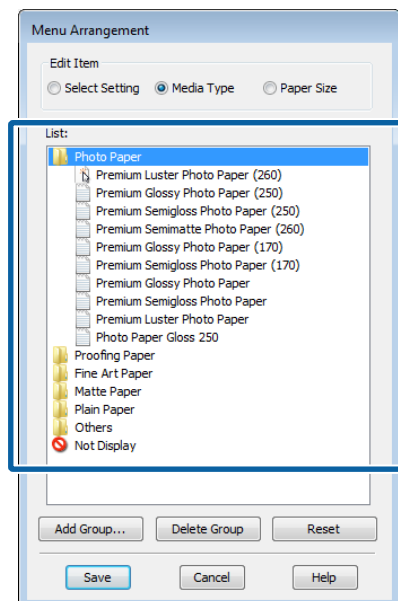 Menu Arrangement
Edit Item
Select Setting Media Type Paper Size
List:
Photo Paper
Premium Luster Photo Paper (260)
Premium Glossy Photo Paper (250)
Premium Semigloss Photo Paper (250)
Premium Semimatte Photo Paper (260)
Premium Glossy Photo Paper (170)
Premium Semigloss Photo Paper (170)
Premium Glossy Photo Paper
Premium Semigloss Photo Paper
Premium Luster Photo Paper
Photo Paper Gloss 250
Proofing Paper
Fine Art Paper
Matte Paper
Plain Paper
Others
Not Display
Add Group... Delete Group Reset
Save Cancel Help